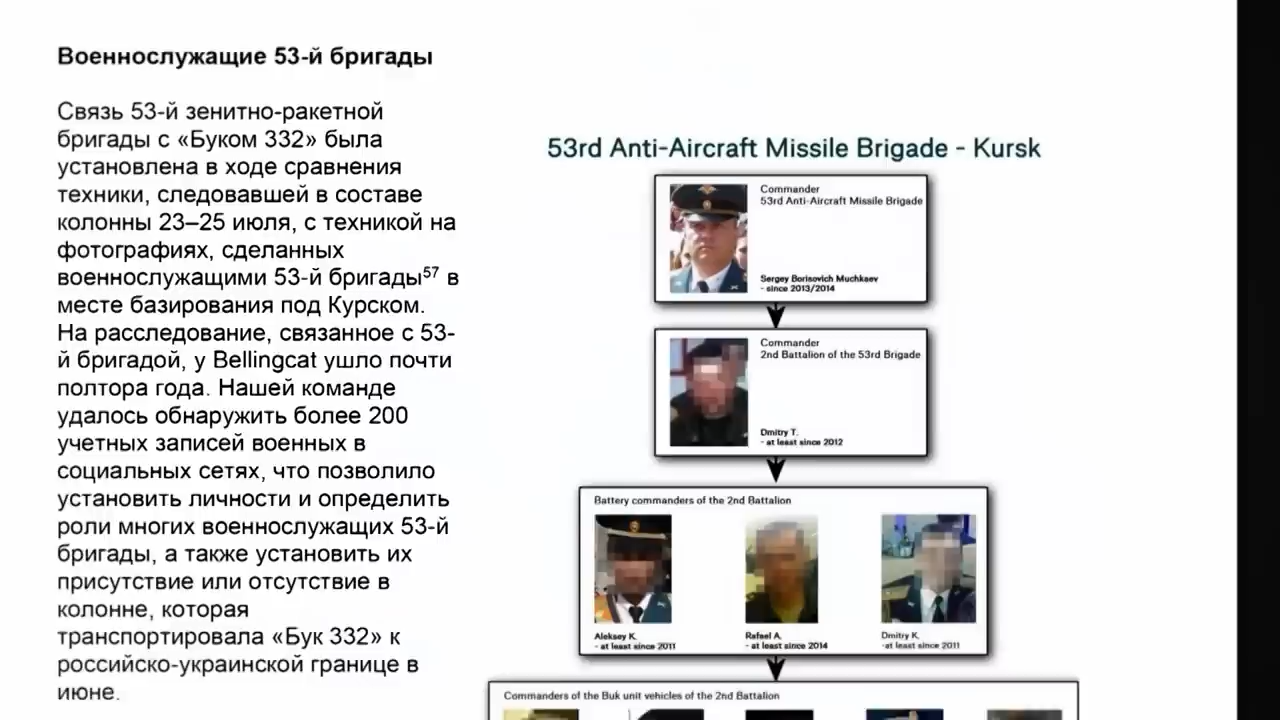 Военнослужащие 53-й бригады
Связь 53-й зенитно-ракетной
бригады с «Буком 332» была
установлена в ходе сравнения
техники, следовавшей в составе
колонны 23–25 июля, с техникой на
фотографиях, сделанных
военнослужащими 53-й бригады⁵⁷ в
месте базирования под Курском.
На расследование, связанное с 53-
й бригадой, у Bellingcat ушло почти
полтора года. Нашей команде
удалось обнаружить более 200
учетных записей военных в
социальных сетях, что позволило
установить личности и определить
роли многих военнослужащих 53-й
бригады, а также установить их
присутствие или отсутствие в
колонне, которая
транспортировала «Бук 332» к
российско-украинской границе в
июне.
53rd Anti-Aircraft Missile Brigade - Kursk
Commander
53rd Anti-Aircraft Missile Brigade
Sergey Borisovich Muchkaev
- since 2013/2014
Commander
2nd Battalion of the 53rd Brigade
Dmitry T.
- at least since 2012
Battery commanders of the 2nd Battalion
Aleksey K.
- at least since 2011
Rafael A.
- at least since 2014
Dmitry K.
-at least since 2011
Commanders of the Buk unit vehicles of the 2nd Battalion